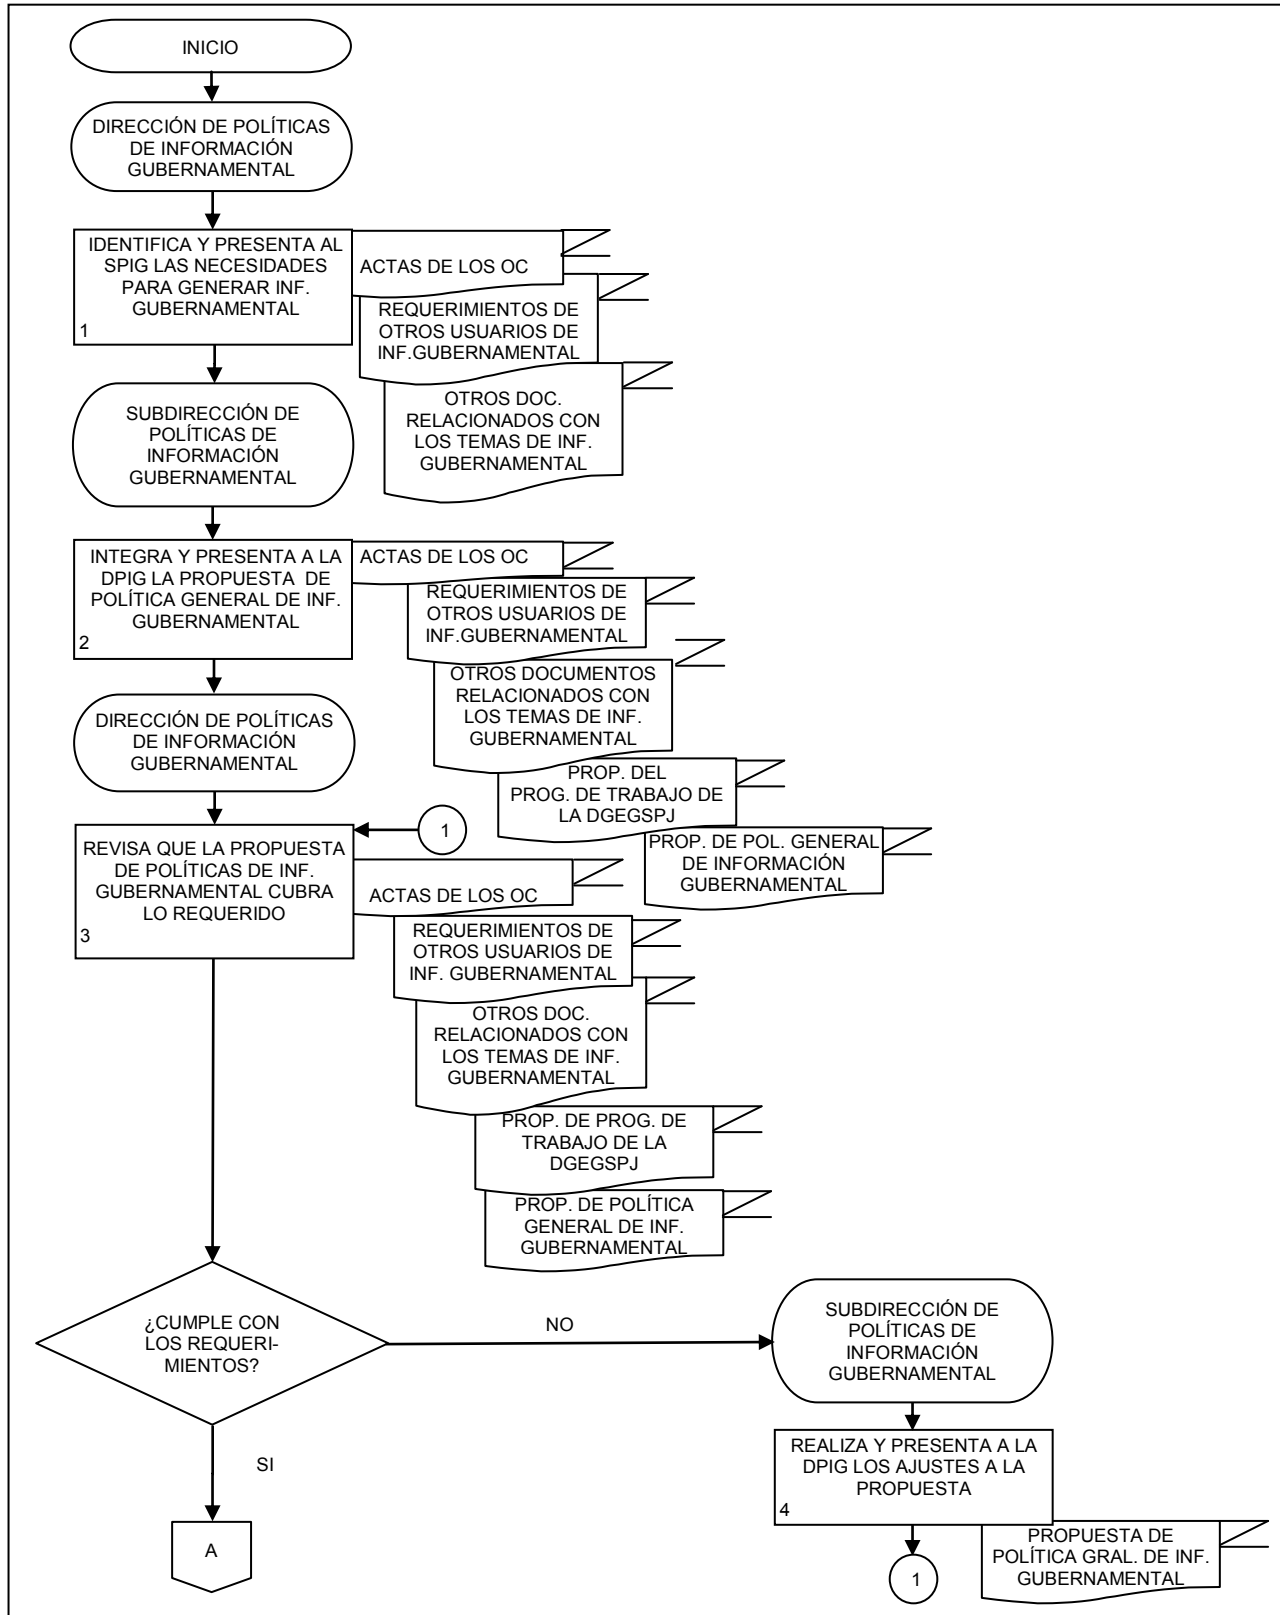 INICIO
DIRECCIÓN DE POLÍTICAS
DE INFORMACIÓN
GUBERNAMENTAL
IDENTIFICA Y PRESENTA AL
SPIG LAS NECESIDADES
PARA GENERAR INF.
GUBERNAMENTAL
1
ACTAS DE LOS OC
REQUERIMIENTOS DE
OTROS USUARIOS DE
INF.GUBERNAMENTAL
OTROS DOC.
RELACIONADOS CON
LOS TEMAS DE INF.
GUBERNAMENTAL
SUBDIRECCIÓN DE
POLÍTICAS DE
INFORMACIÓN
GUBERNAMENTAL
INTEGRA Y PRESENTA A LA
DPIG LA PROPUESTA DE
POLÍTICA GENERAL DE INF.
GUBERNAMENTAL
2
ACTAS DE LOS OC
REQUERIMIENTOS DE
OTROS USUARIOS DE
INF.GUBERNAMENTAL
OTROS DOCUMENTOS
RELACIONADOS CON
LOS TEMAS DE INF.
GUBERNAMENTAL
PROP. DEL
PROG. DE TRABAJO DE
LA DGEGSPJ
PROP. DE POL. GENERAL
DE INFORMACIÓN
GUBERNAMENTAL
DIRECCIÓN DE POLÍTICAS
DE INFORMACIÓN
GUBERNAMENTAL
1
REVISA QUE LA PROPUESTA
DE POLÍTICAS DE INF.
GUBERNAMENTAL CUBRA
LO REQUERIDO
3
ACTAS DE LOS OC
REQUERIMIENTOS DE
OTROS USUARIOS DE
INF. GUBERNAMENTAL
OTROS DOC.
RELACIONADOS CON
LOS TEMAS DE INF.
GUBERNAMENTAL
PROP. DE PROG. DE
TRABAJO DE LA
DGEGSPJ
PROP. DE POLÍTICA
GENERAL DE INF.
GUBERNAMENTAL
¿CUMPLE CON
LOS REQUERI-
MIENTOS?
NO
SUBDIRECCIÓN DE
POLÍTICAS DE
INFORMACIÓN
GUBERNAMENTAL
REALIZA Y PRESENTA A LA
DPIG LOS AJUSTES A LA
PROPUESTA
4
PROPUESTA DE
POLÍTICA GRAL. DE INF.
GUBERNAMENTAL
1
SI
A